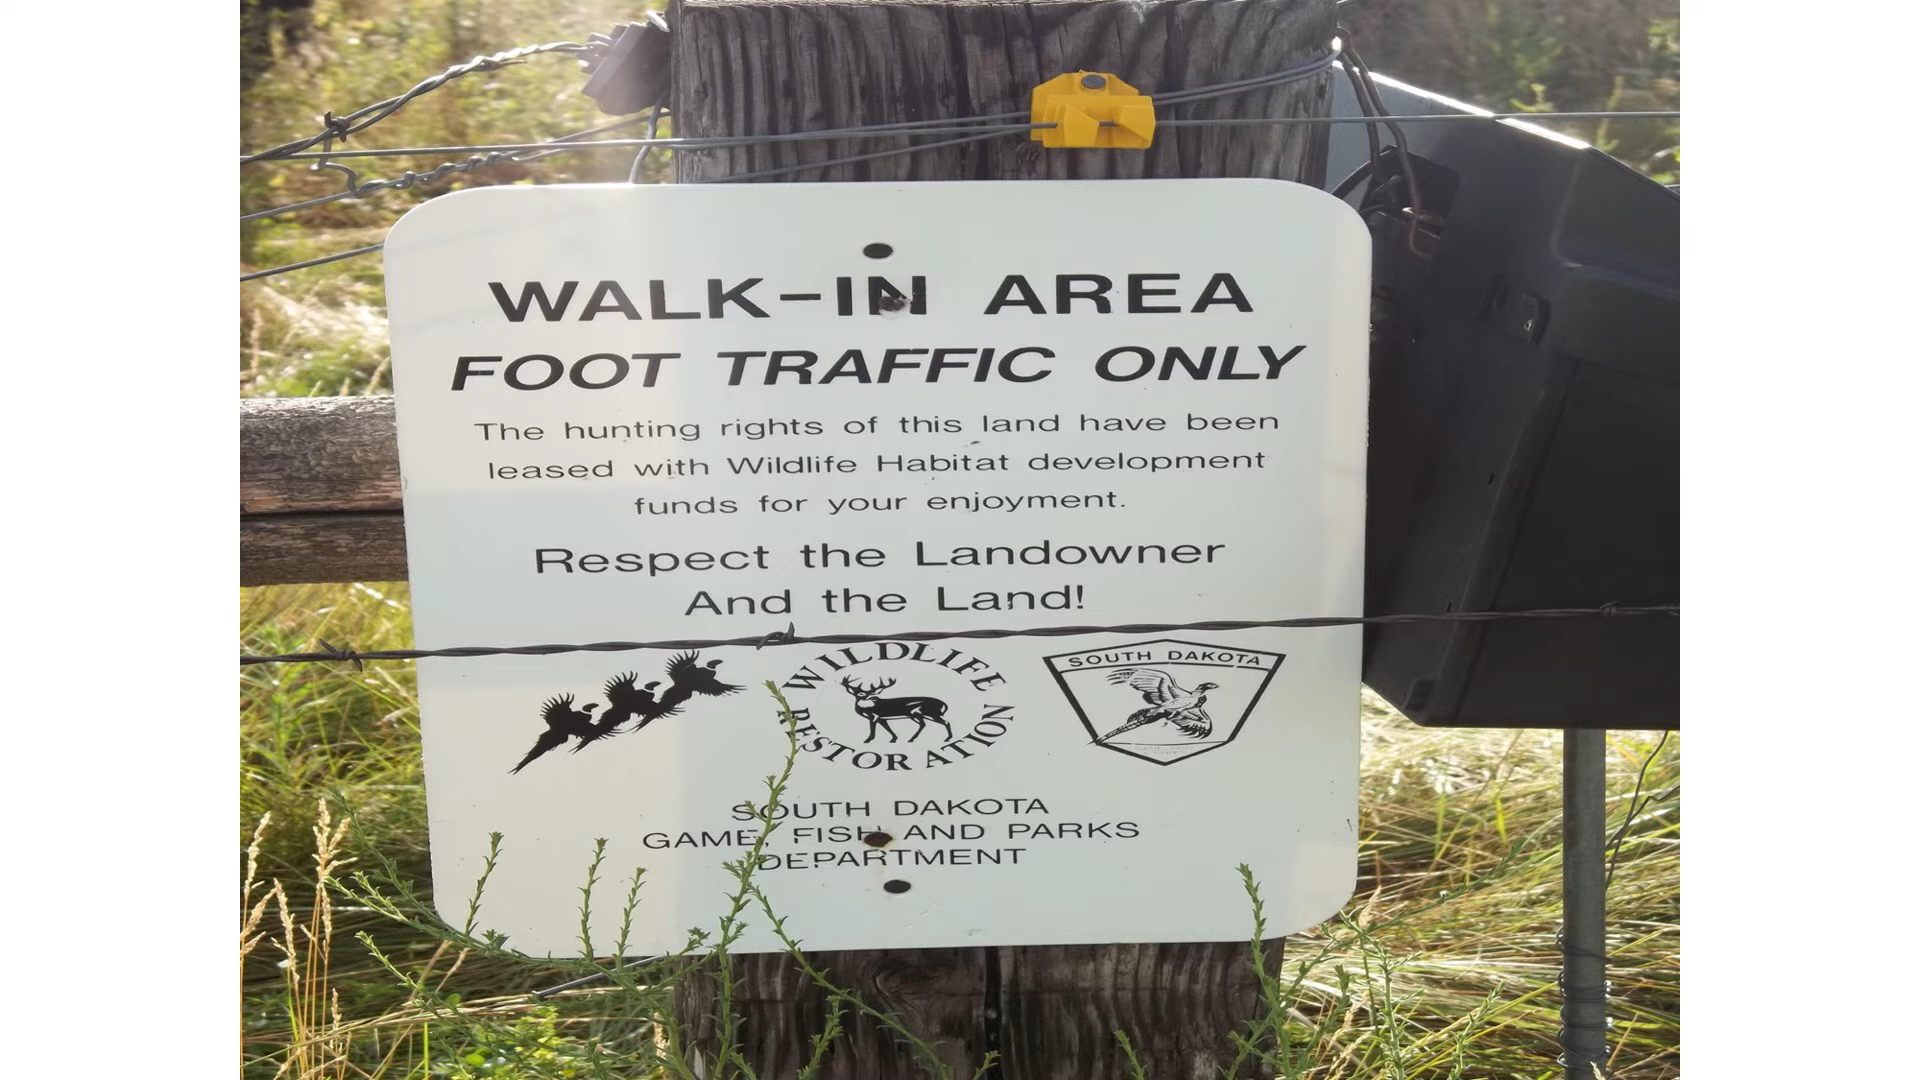 WALK-IN AREA
FOOT TRAFFIC ONLY
The hunting rights of this land have been
leased with Wildlife Habitat development
funds for your enjoyment.
Respect the Landowner
And the Land!
WILDLIFE
RESTORATION
SOUTH DAKOTA
SOUTH DAKOTA
GAME, FISH AND PARKS
DEPARTMENT